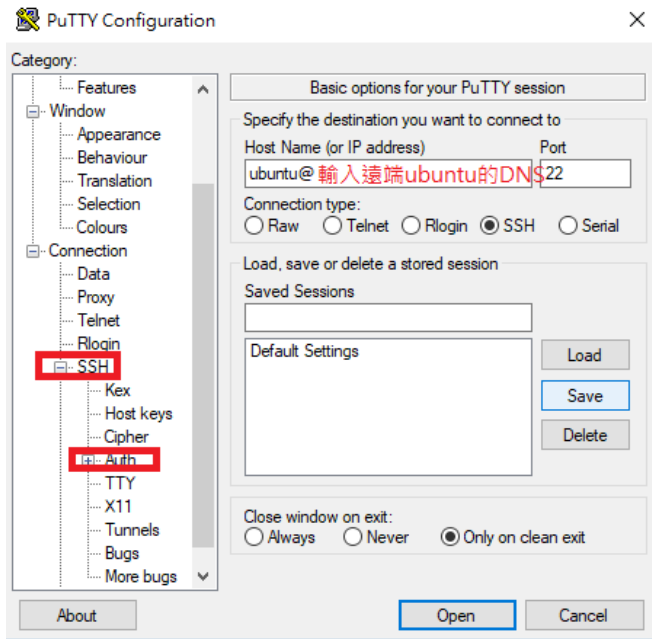 PuTTY Configuration
Category:
Features
Window
Appearance
Behaviour
Translation
Selection
Colours
Connection
Data
Proxy
Telnet
Rlogin
SSH
Kex
Host keys
Cipher
Auth
TTY
X11
Tunnels
Bugs
More bugs
Basic options for your PuTTY session
Specify the destination you want to connect to
Host Name (or IP address) Port
ubuntu@ 輸入遠端ubuntu的DNS 22
Connection type:
Raw Telnet Rlogin SSH Serial
Load, save or delete a stored session
Saved Sessions
Default Settings
Load
Save
Delete
Close window on exit:
Always Never Only on clean exit
About Open Cancel